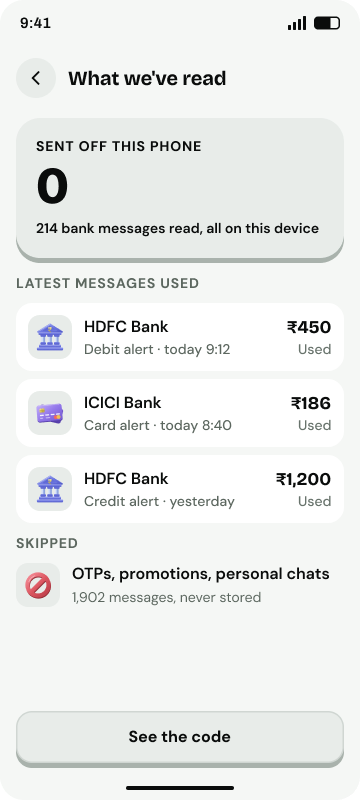 9:41
What we've read
SENT OFF THIS PHONE
0
214 bank messages read, all on this device
LATEST MESSAGES USED
HDFC Bank
₹450
Debit alert · today 9:12
Used
ICICI Bank
₹186
Card alert · today 8:40
Used
HDFC Bank
₹1,200
Credit alert · yesterday
Used
SKIPPED
OTPs, promotions, personal chats
1,902 messages, never stored
See the code